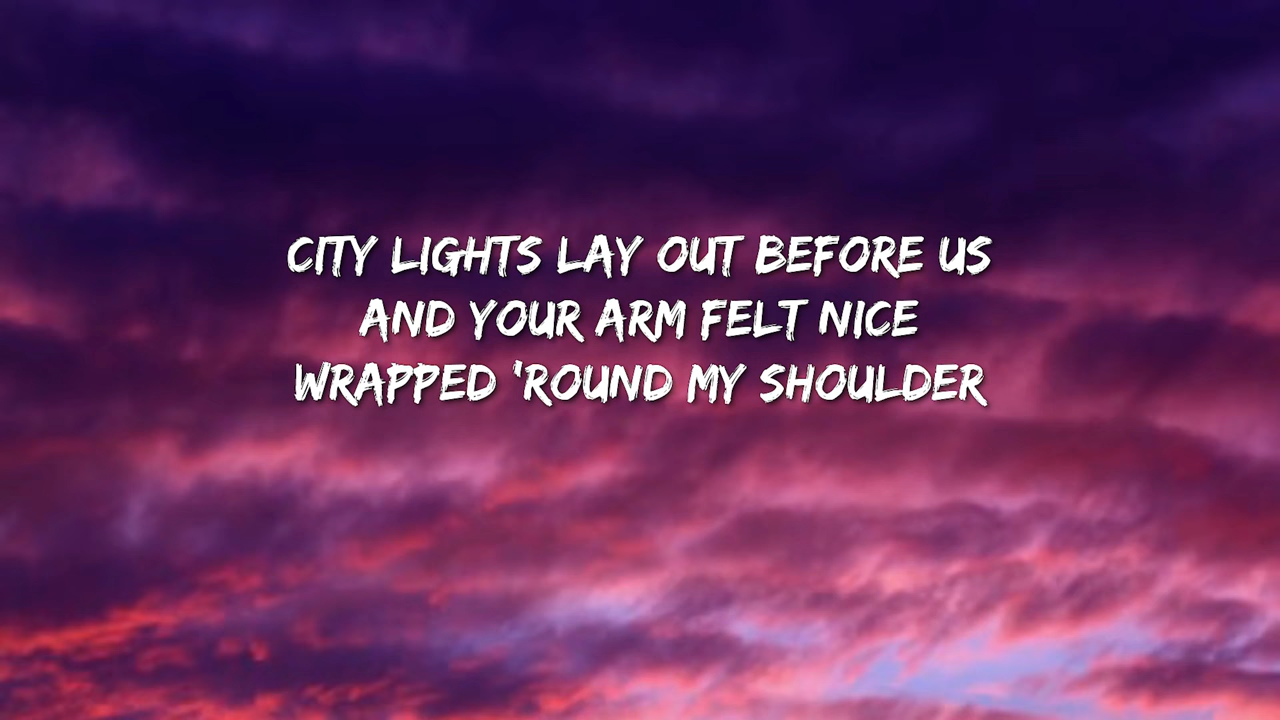 CITY LIGHTS LAY OUT BEFORE US
AND YOUR ARM FELT NICE
WRAPPED 'ROUND MY SHOULDER